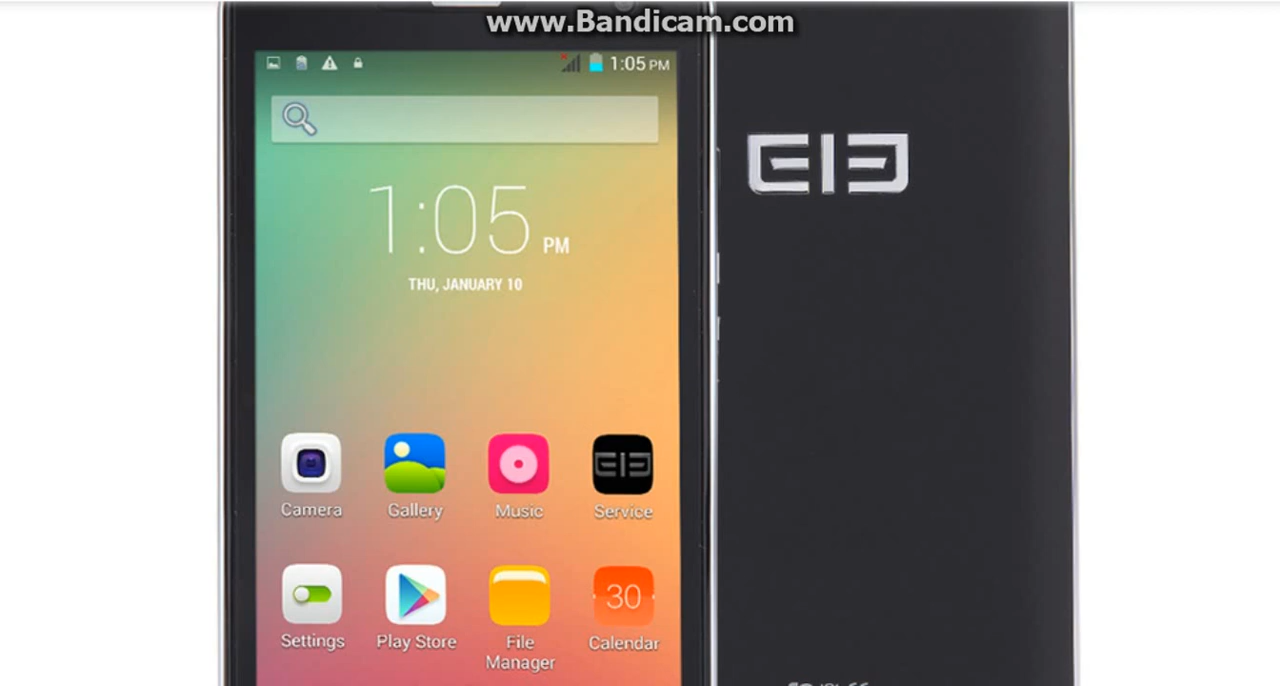 www.Bandicam.com
1:05 PM
1:05 PM
THU, JANUARY 10
Camera Gallery Music Service
Settings Play Store File Manager 30 Calendar